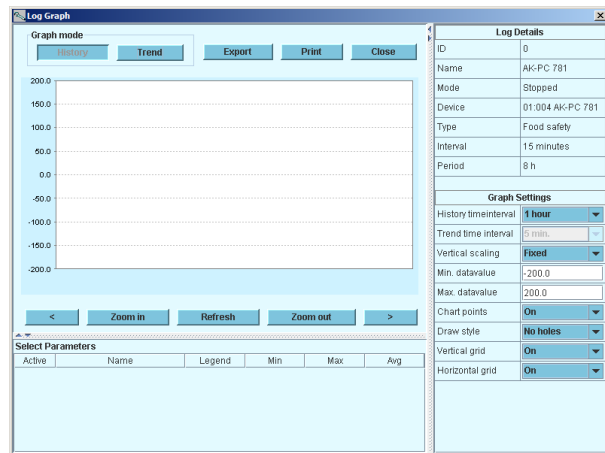 Log Graph
Graph mode
History Trend Export Print Close
200.0
150.0
100.0
50.0
0.0
-50.0
-100.0
-150.0
-200.0
< Zoom in Refresh Zoom out >
Select Parameters
Active Name Legend Min Max Avg
Log Details
ID 0
Name AK-PC 781
Mode Stopped
Device 01:004 AK-PC 781
Type Food safety
Interval 15 minutes
Period 8 h
Graph Settings
History timeinterval 1 hour
Trend time interval 5 min.
Vertical scaling Fixed
Min. datavalue -200.0
Max. datavalue 200.0
Chart points On
Draw style No holes
Vertical grid On
Horizontal grid On